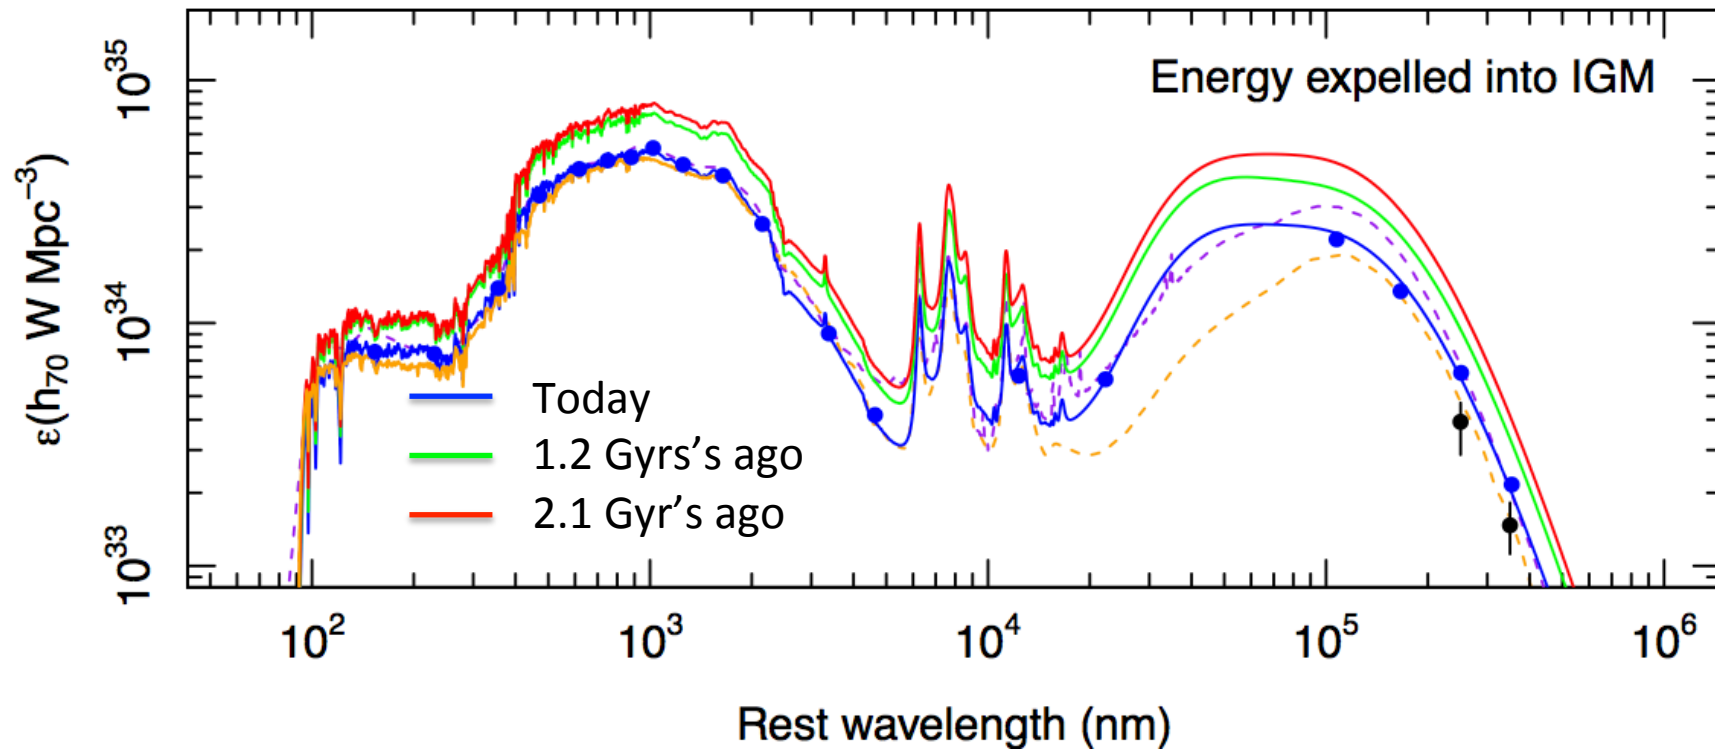 Energy expelled into IGM
10^35
10^34
10^33
ε(h_70 W Mpc^−3)
Today
1.2 Gyrs’s ago
2.1 Gyr’s ago
10^2 10^3 10^4 10^5 10^6
Rest wavelength (nm)